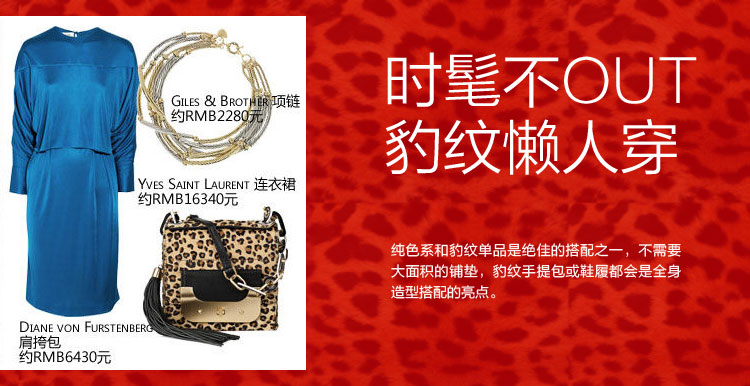 GILES & BROTHER 项链
约RMB2280元
YVES SAINT LAURENT 连衣裙
约RMB16340元
DIANE VON FURSTENBERG
肩挎包
约RMB6430元
时髦不OUT
豹纹懒人穿
纯色系和豹纹单品是绝佳的搭配之一，不需要
大面积的铺垫，豹纹手提包或鞋履都会是全身
造型搭配的亮点。